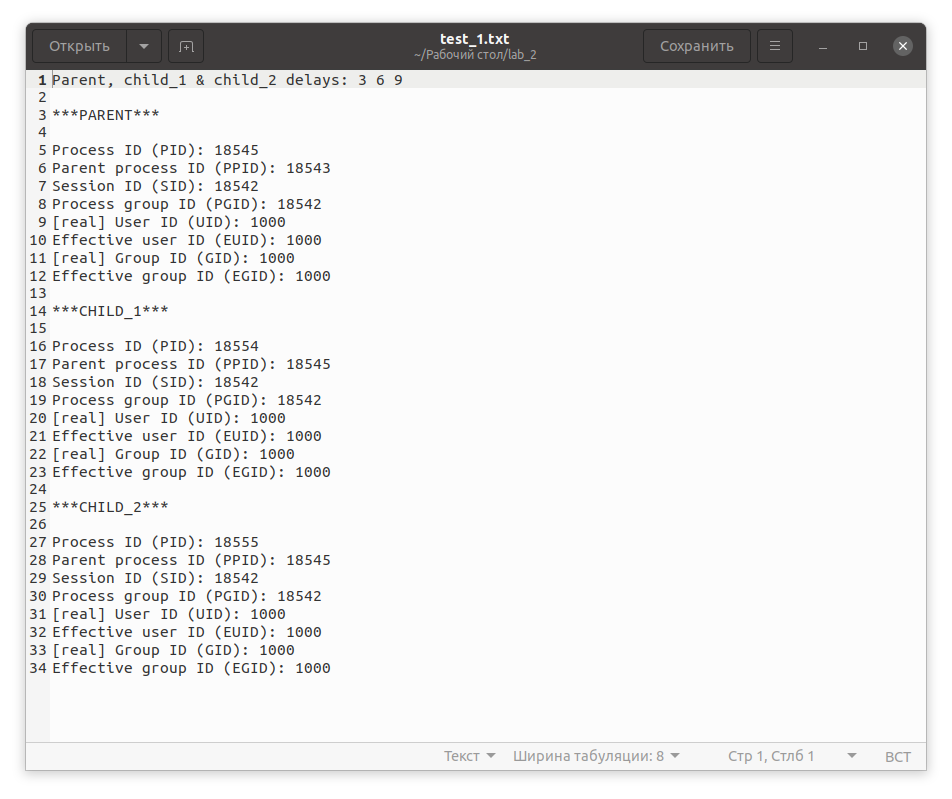 Открыть
test_1.txt
~/Рабочий стол/lab_2
Сохранить
1 Parent, child_1 & child_2 delays: 3 6 9
2
3 ***PARENT***
4
5 Process ID (PID): 18545
6 Parent process ID (PPID): 18543
7 Session ID (SID): 18542
8 Process group ID (PGID): 18542
9 [real] User ID (UID): 1000
10 Effective user ID (EUID): 1000
11 [real] Group ID (GID): 1000
12 Effective group ID (EGID): 1000
13
14 ***CHILD_1***
15
16 Process ID (PID): 18554
17 Parent process ID (PPID): 18545
18 Session ID (SID): 18542
19 Process group ID (PGID): 18542
20 [real] User ID (UID): 1000
21 Effective user ID (EUID): 1000
22 [real] Group ID (GID): 1000
23 Effective group ID (EGID): 1000
24
25 ***CHILD_2***
26
27 Process ID (PID): 18555
28 Parent process ID (PPID): 18545
29 Session ID (SID): 18542
30 Process group ID (PGID): 18542
31 [real] User ID (UID): 1000
32 Effective user ID (EUID): 1000
33 [real] Group ID (GID): 1000
34 Effective group ID (EGID): 1000
Текст Ширина табуляции: 8 Стр 1, Стлб 1 ВСТ